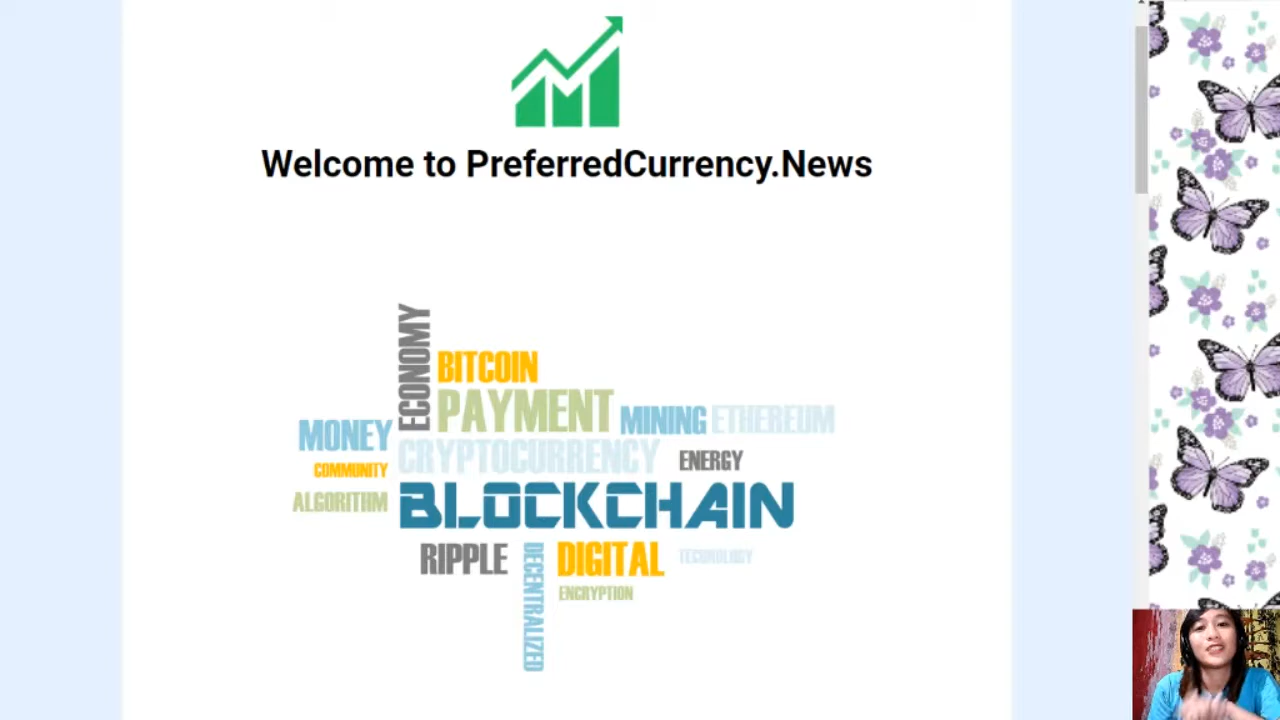 Welcome to PreferredCurrency.News
ECONOMY
BITCOIN
PAYMENT
MONEY
MINING
ETHEREUM
CRYPTOCURRENCY
COMMUNITY
ENERGY
ALGORITHM
BLOCKCHAIN
RIPPLE
DECENTRALIZED
DIGITAL
TECHNOLOGY
ENCRYPTION